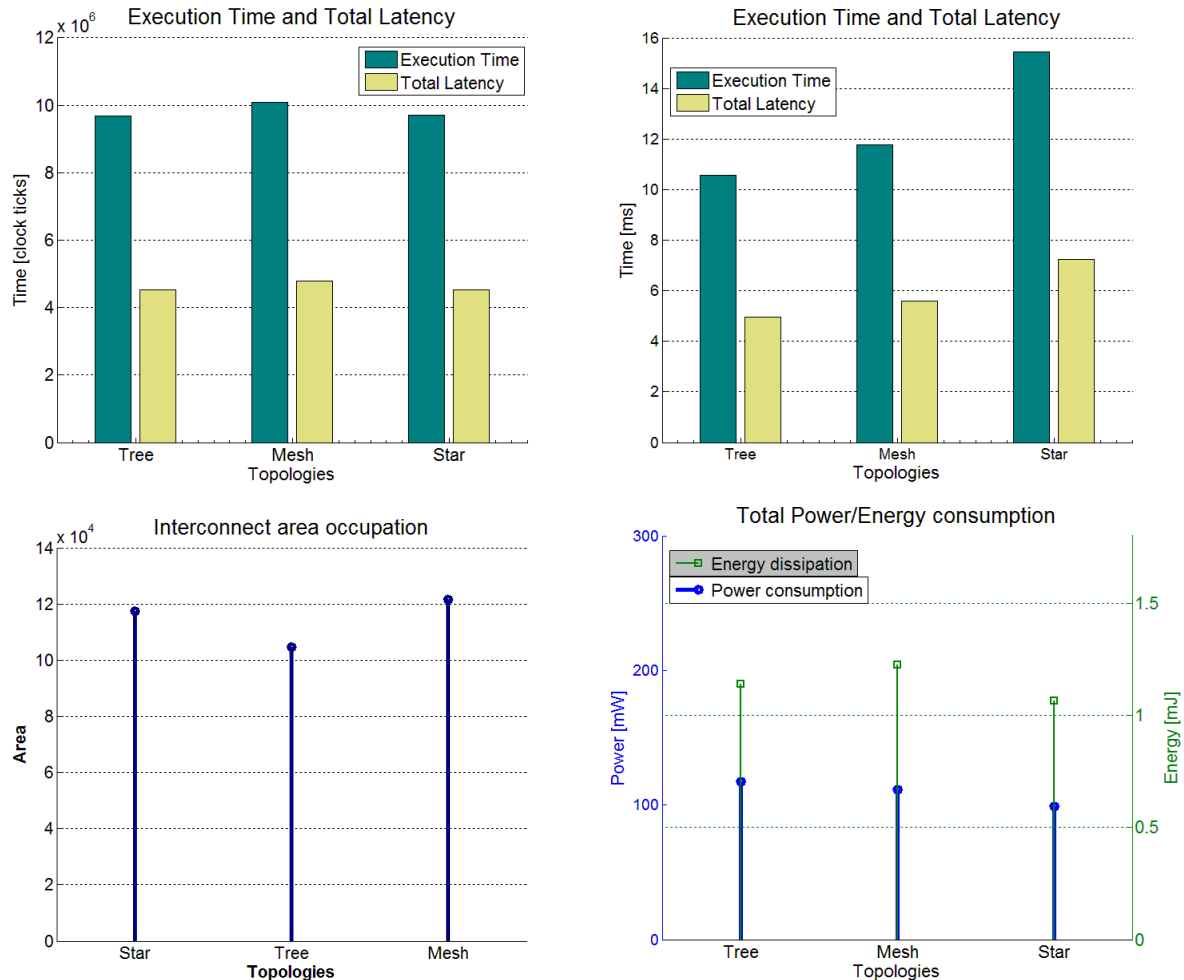 Execution Time and Total Latency
x 10^6
12
10
8
6
4
2
0
Time [clock ticks]
Execution Time
Total Latency
Tree Mesh Star
Topologies
Execution Time and Total Latency
16
14
12
10
8
6
4
2
0
Time [ms]
Execution Time
Total Latency
Tree Mesh Star
Topologies
Interconnect area occupation
x 10^4
14
12
10
8
6
4
2
0
Area
Star Tree Mesh
Topologies
Total Power/Energy consumption
300
200
100
0
Power [mW]
Energy dissipation
Power consumption
1.5
1
0.5
0
Energy [mJ]
Tree Mesh Star
Topologies